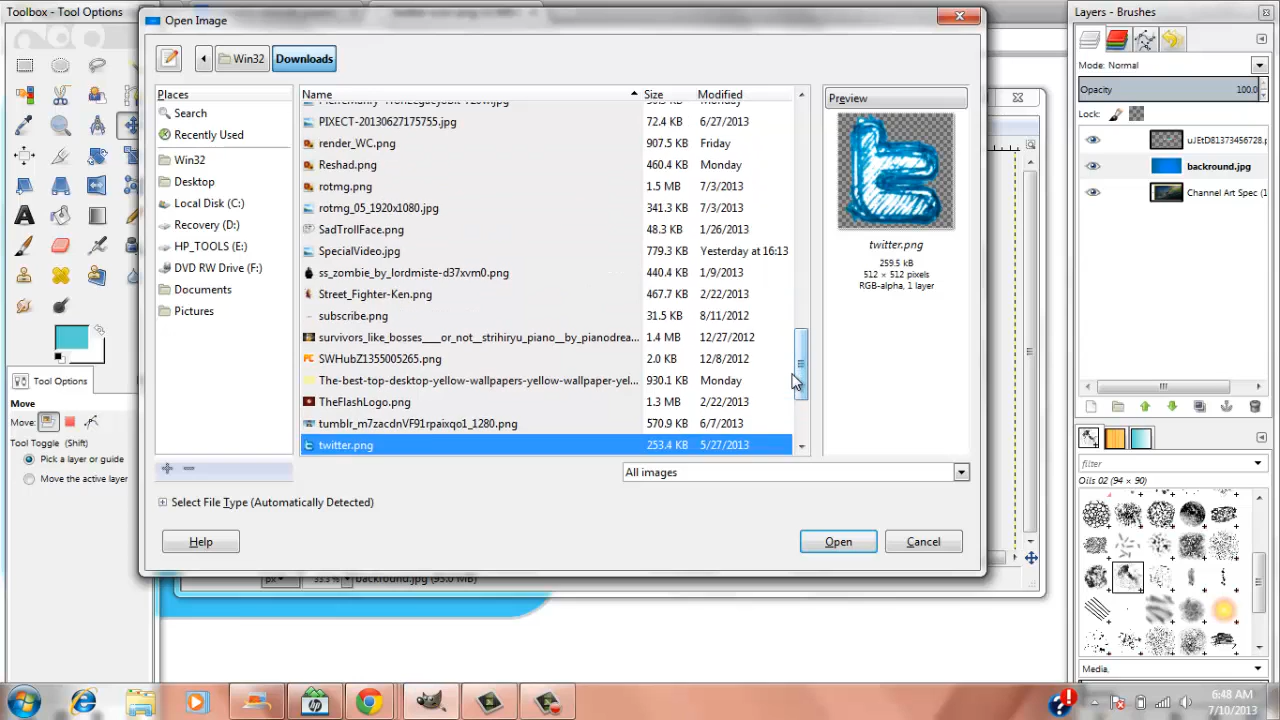 Toolbox - Tool Options
Open Image
Layers - Brushes
Win32
Downloads
Mode: Normal
Opacity 100.0
Lock:
Places
Name Size Modified
Preview
Search
Recently Used
Win32
Desktop
Local Disk (C:)
Recovery (D:)
HP_TOOLS (E:)
DVD RW Drive (F:)
Documents
Pictures
Monday
PIXECT-20130627175755.jpg 72.4 KB 6/27/2013
render_WC.png 907.5 KB Friday
Reshad.png 460.4 KB Monday
rotmg.png 1.5 MB 7/3/2013
rotmg_05_1920x1080.jpg 341.3 KB 7/3/2013
SadTrollFace.png 48.3 KB 1/26/2013
SpecialVideo.jpg 779.3 KB Yesterday at 16:13
ss_zombie_by_lordmiste-d37xvm0.png 440.4 KB 1/9/2013
Street_Fighter-Ken.png 467.7 KB 2/22/2013
subscribe.png 31.5 KB 8/11/2012
survivors_like_bosses___or_not__strihiryu_piano__by_pianodrea... 1.4 MB 12/27/2012
SWHubZ1355005265.png 2.0 KB 12/8/2012
The-best-top-desktop-yellow-wallpapers-yellow-wallpaper-yel... 930.1 KB Monday
TheFlashLogo.png 1.3 MB 2/22/2013
tumblr_m7zacdnVF91rpaixqo1_1280.png 570.9 KB 6/7/2013
twitter.png 253.4 KB 5/27/2013
twitter.png
259.5 kB
512 × 512 pixels
RGB-alpha, 1 layer
uJEtD81373456728.p
backround.jpg
Channel Art Spec (1
All images
Select File Type (Automatically Detected)
Help
Open
Cancel
Tool Options
Move
Move:
Tool Toggle (Shift)
Pick a layer or guide
Move the active layer
px 33.3 % backround.jpg (93.0 MB)
filter
Oils 02 (94 × 90)
Media,
6:48 AM
7/10/2013